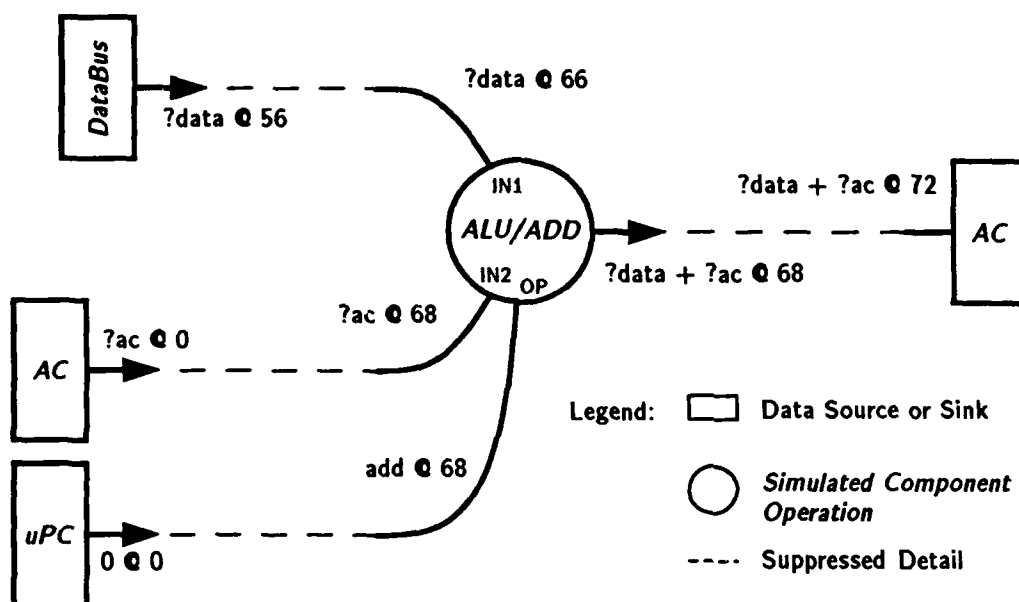 DataBus
?data @ 56
?data @ 66
IN1
ALU/ADD
IN2
OP
?data + ?ac @ 72
?data + ?ac @ 68
AC
?ac @ 0
?ac @ 68
AC
add @ 68
uPC
0 @ 0
Legend:
Data Source or Sink
Simulated Component
Operation
Suppressed Detail